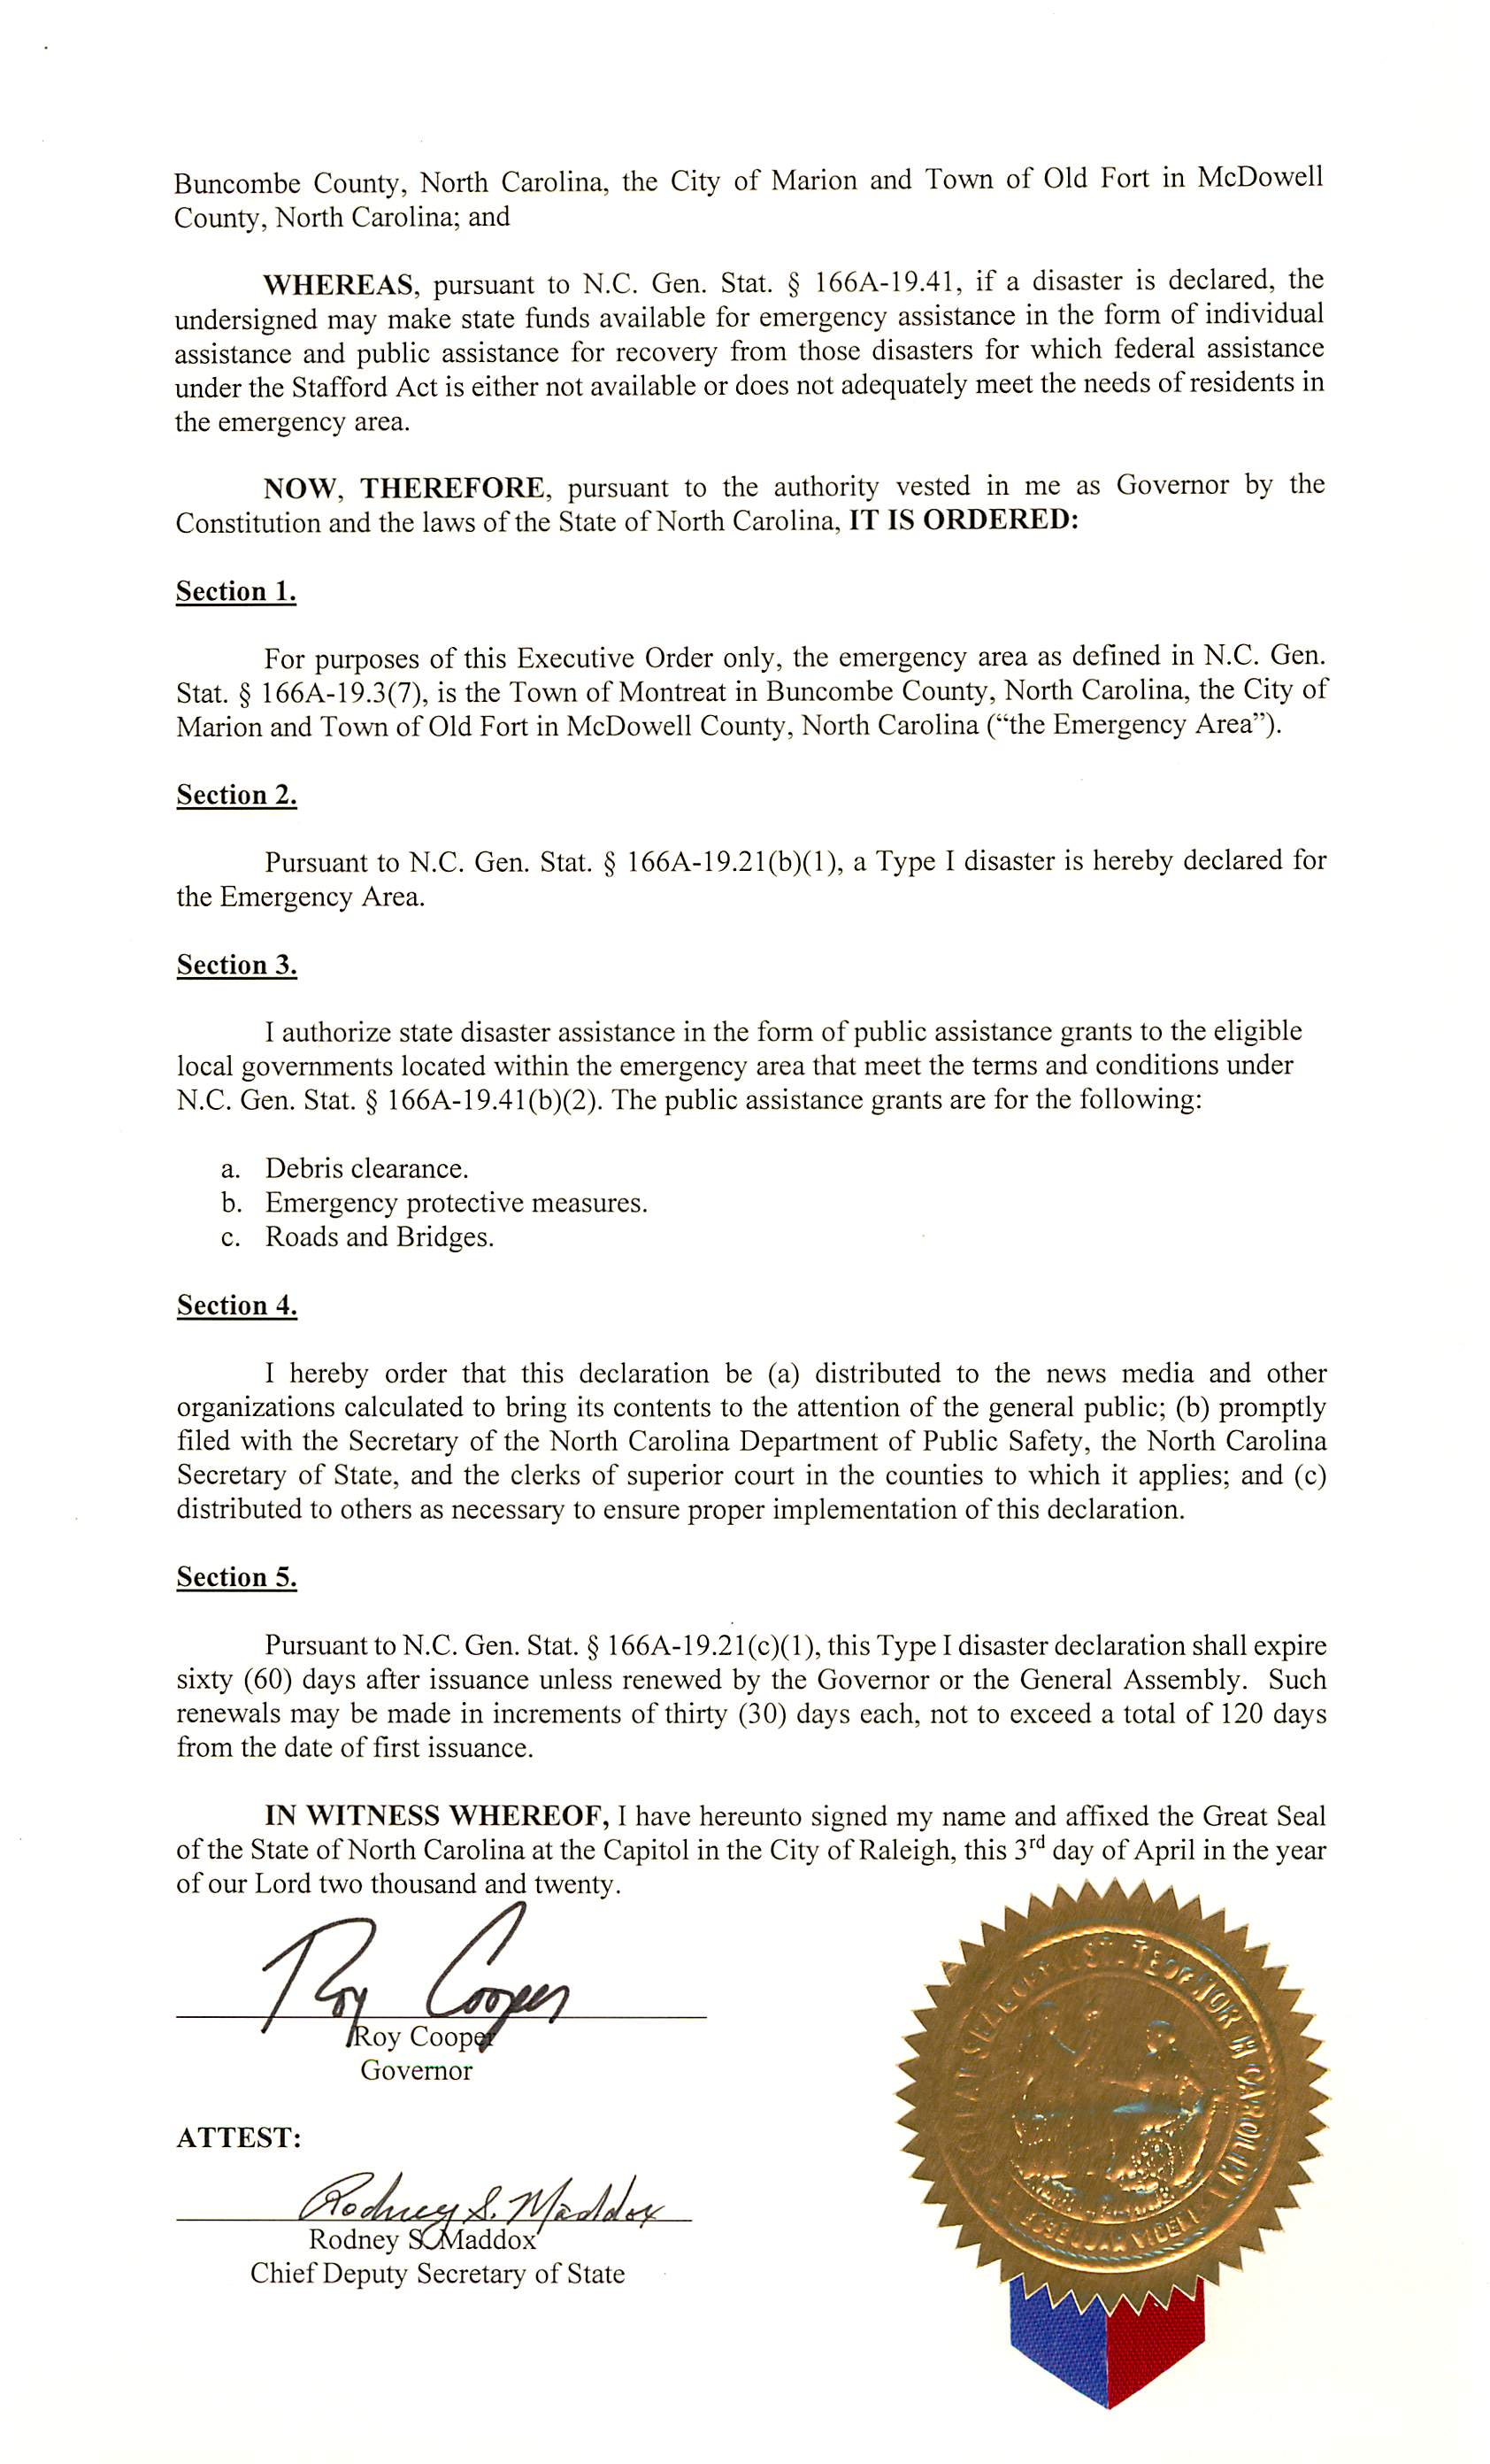 Buncombe County, North Carolina, the City of Marion and Town of Old Fort in McDowell
County, North Carolina; and
WHEREAS, pursuant to N.C. Gen. Stat. § 166A-19.41, if a disaster is declared, the
undersigned may make state funds available for emergency assistance in the form of individual
assistance and public assistance for recovery from those disasters for which federal assistance
under the Stafford Act is either not available or does not adequately meet the needs of residents in
the emergency area.
NOW, THEREFORE, pursuant to the authority vested in me as Governor by the
Constitution and the laws of the State of North Carolina, IT IS ORDERED:
Section 1.
For purposes of this Executive Order only, the emergency area as defined in N.C. Gen.
Stat. § 166A-19.3(7), is the Town of Montreat in Buncombe County, North Carolina, the City of
Marion and Town of Old Fort in McDowell County, North Carolina (“the Emergency Area”).
Section 2.
Pursuant to N.C. Gen. Stat. § 166A-19.21(b)(1), a Type I disaster is hereby declared for
the Emergency Area.
Section 3.
I authorize state disaster assistance in the form of public assistance grants to the eligible
local governments located within the emergency area that meet the terms and conditions under
N.C. Gen. Stat. § 166A-19.41(b)(2). The public assistance grants are for the following:
a. Debris clearance.
b. Emergency protective measures.
c. Roads and Bridges.
Section 4.
I hereby order that this declaration be (a) distributed to the news media and other
organizations calculated to bring its contents to the attention of the general public; (b) promptly
filed with the Secretary of the North Carolina Department of Public Safety, the North Carolina
Secretary of State, and the clerks of superior court in the counties to which it applies; and (c)
distributed to others as necessary to ensure proper implementation of this declaration.
Section 5.
Pursuant to N.C. Gen. Stat. § 166A-19.21(c)(1), this Type I disaster declaration shall expire
sixty (60) days after issuance unless renewed by the Governor or the General Assembly. Such
renewals may be made in increments of thirty (30) days each, not to exceed a total of 120 days
from the date of first issuance.
IN WITNESS WHEREOF, I have hereunto signed my name and affixed the Great Seal
of the State of North Carolina at the Capitol in the City of Raleigh, this 3rd day of April in the year
of our Lord two thousand and twenty.
Roy Cooper
Roy Cooper
Governor
ATTEST:
Rodney S. Maddox
Rodney S. Maddox
Chief Deputy Secretary of State
SEAL OF THE STATE OF NORTH CAROLINA